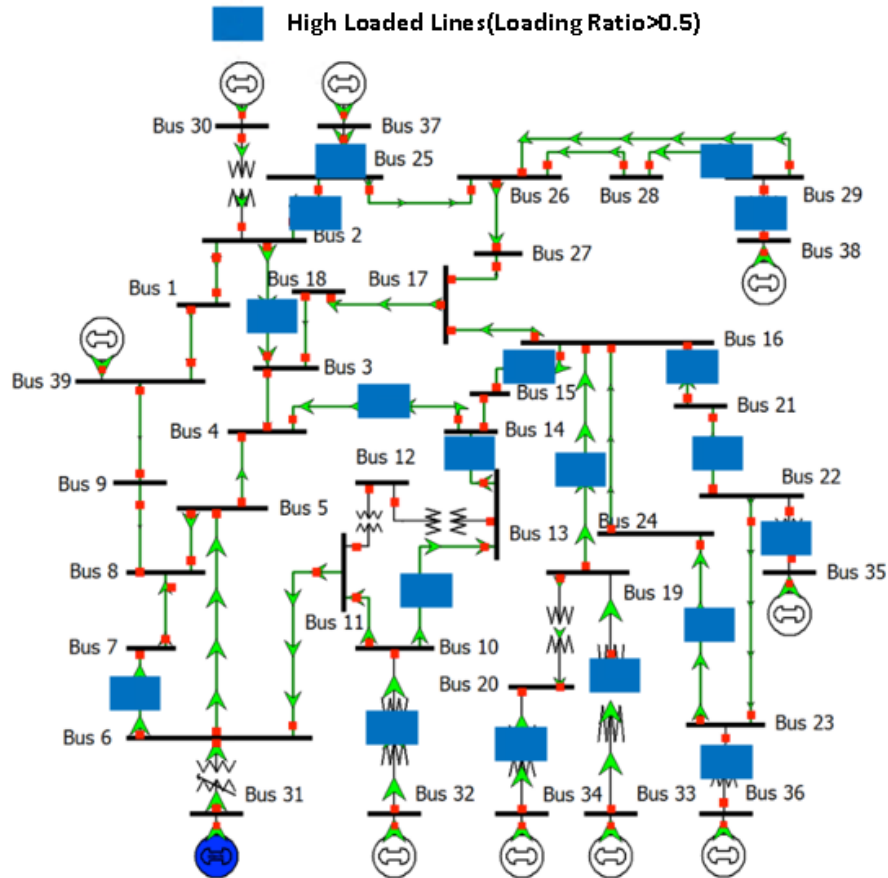 High Loaded Lines(Loading Ratio>0.5)
Bus 30
Bus 37
Bus 25
Bus 26
Bus 28
Bus 29
Bus 2
Bus 38
Bus 27
Bus 18
Bus 17
Bus 1
Bus 16
Bus 3
Bus 39
Bus 15
Bus 21
Bus 4
Bus 14
Bus 12
Bus 22
Bus 9
Bus 5
Bus 13
Bus 24
Bus 8
Bus 35
Bus 19
Bus 11
Bus 7
Bus 10
Bus 20
Bus 23
Bus 6
Bus 31
Bus 32
Bus 34
Bus 33
Bus 36